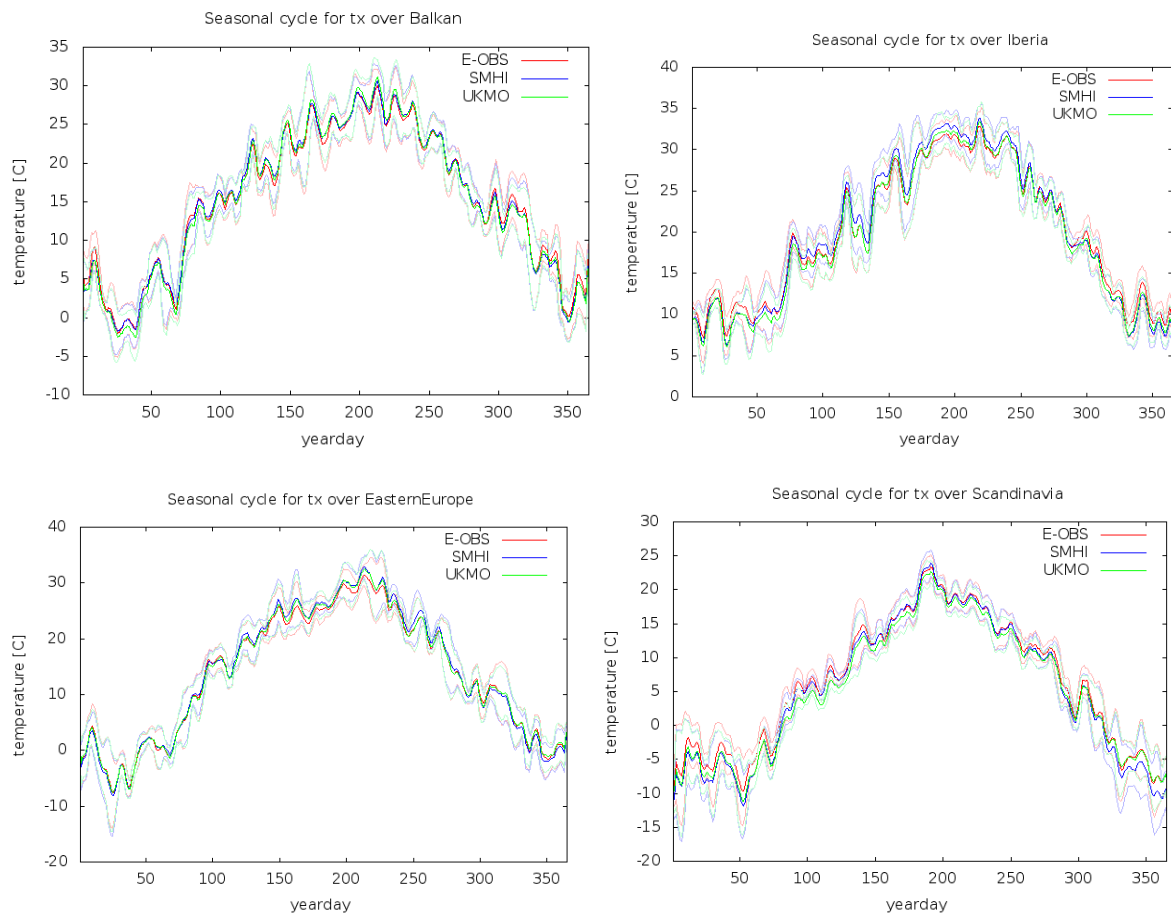 Seasonal cycle for tx over Balkan
35
30
25
20
15
10
5
0
-5
-10
temperature [C]
E-OBS
SMHI
UKMO
50 100 150 200 250 300 350
yearday
Seasonal cycle for tx over Iberia
40
35
30
25
20
15
10
5
0
temperature [C]
E-OBS
SMHI
UKMO
50 100 150 200 250 300 350
yearday
Seasonal cycle for tx over EasternEurope
40
30
20
10
0
-10
-20
temperature [C]
E-OBS
SMHI
UKMO
50 100 150 200 250 300 350
yearday
Seasonal cycle for tx over Scandinavia
30
25
20
15
10
5
0
-5
-10
-15
-20
temperature [C]
E-OBS
SMHI
UKMO
50 100 150 200 250 300 350
yearday